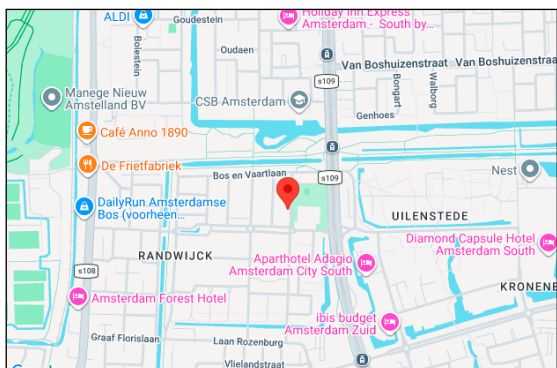 ALDI
Goudestein
Holiday Inn Express
Amsterdam - South by...
Bolestein
Oudaen
s109
Van Boshuizenstraat
Van Boshuizenstraat
Manege Nieuw
Amstelland BV
CSB Amsterdam
Bongart
Walborg
Genhoes
Café Anno 1890
De Frietfabriek
Bos en Vaartlaan
s109
Nest
DailyRun Amsterdamse
Bos (voorheen...
UILENSTEDE
RANDWIJCK
Diamond Capsule Hotel
Amsterdam South
Aparthotel Adagio
Amsterdam City South
s108
KRONENB
Amsterdam Forest Hotel
ibis budget
Amsterdam Zuid
Graaf Florislaan
Laan Rozenburg
Vlielandstraat